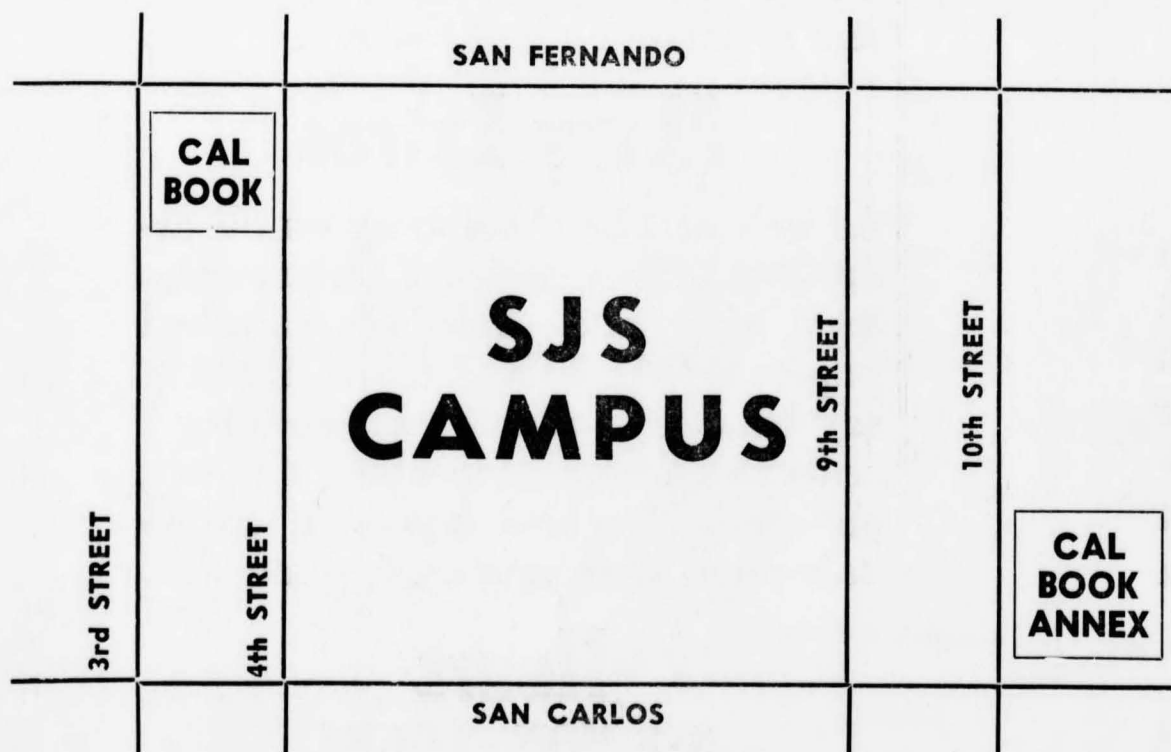 SAN FERNANDO
CAL
BOOK
SJS
CAMPUS
3rd STREET
4th STREET
9th STREET
10th STREET
CAL
BOOK
ANNEX
SAN CARLOS